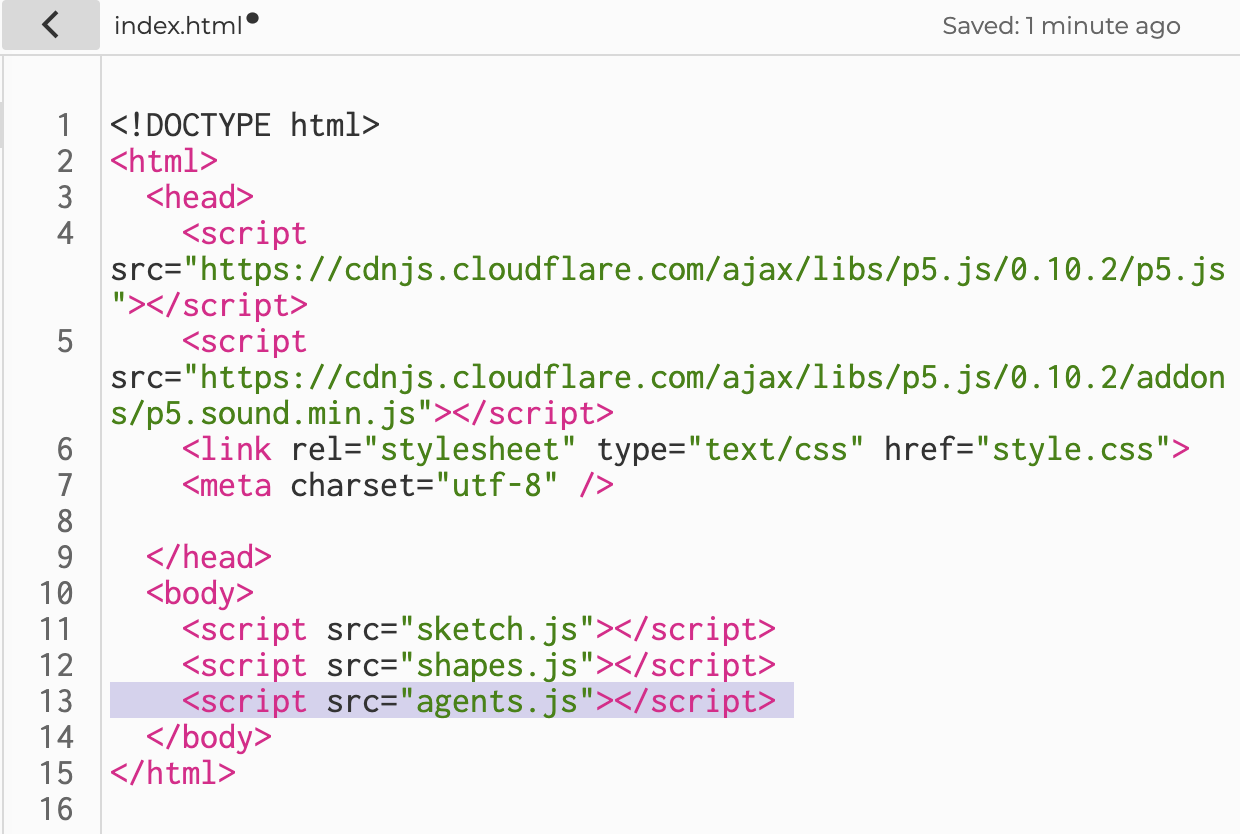 index.html
Saved: 1 minute ago
1 <!DOCTYPE html>
2 <html>
3   <head>
4     <script
src="https://cdnjs.cloudflare.com/ajax/libs/p5.js/0.10.2/p5.js
"></script>
5     <script
src="https://cdnjs.cloudflare.com/ajax/libs/p5.js/0.10.2/addon
s/p5.sound.min.js"></script>
6     <link rel="stylesheet" type="text/css" href="style.css">
7     <meta charset="utf-8" />
8
9   </head>
10   <body>
11     <script src="sketch.js"></script>
12     <script src="shapes.js"></script>
13     <script src="agents.js"></script>
14   </body>
15 </html>
16